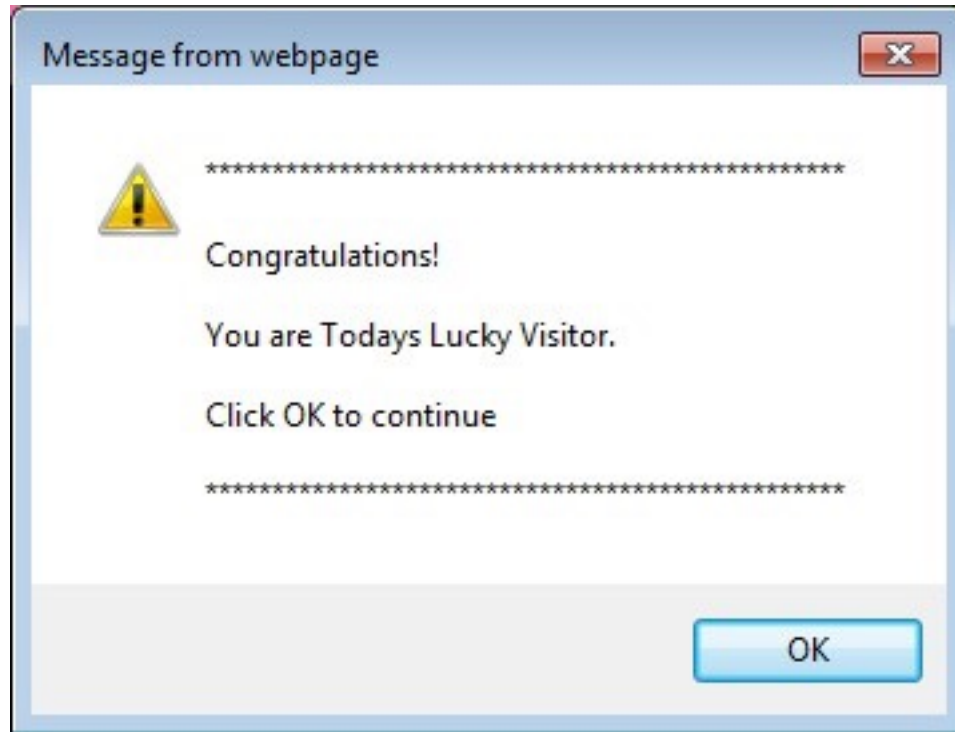 Message from webpage
************************************************
Congratulations!
You are Todays Lucky Visitor.
Click OK to continue
************************************************
OK